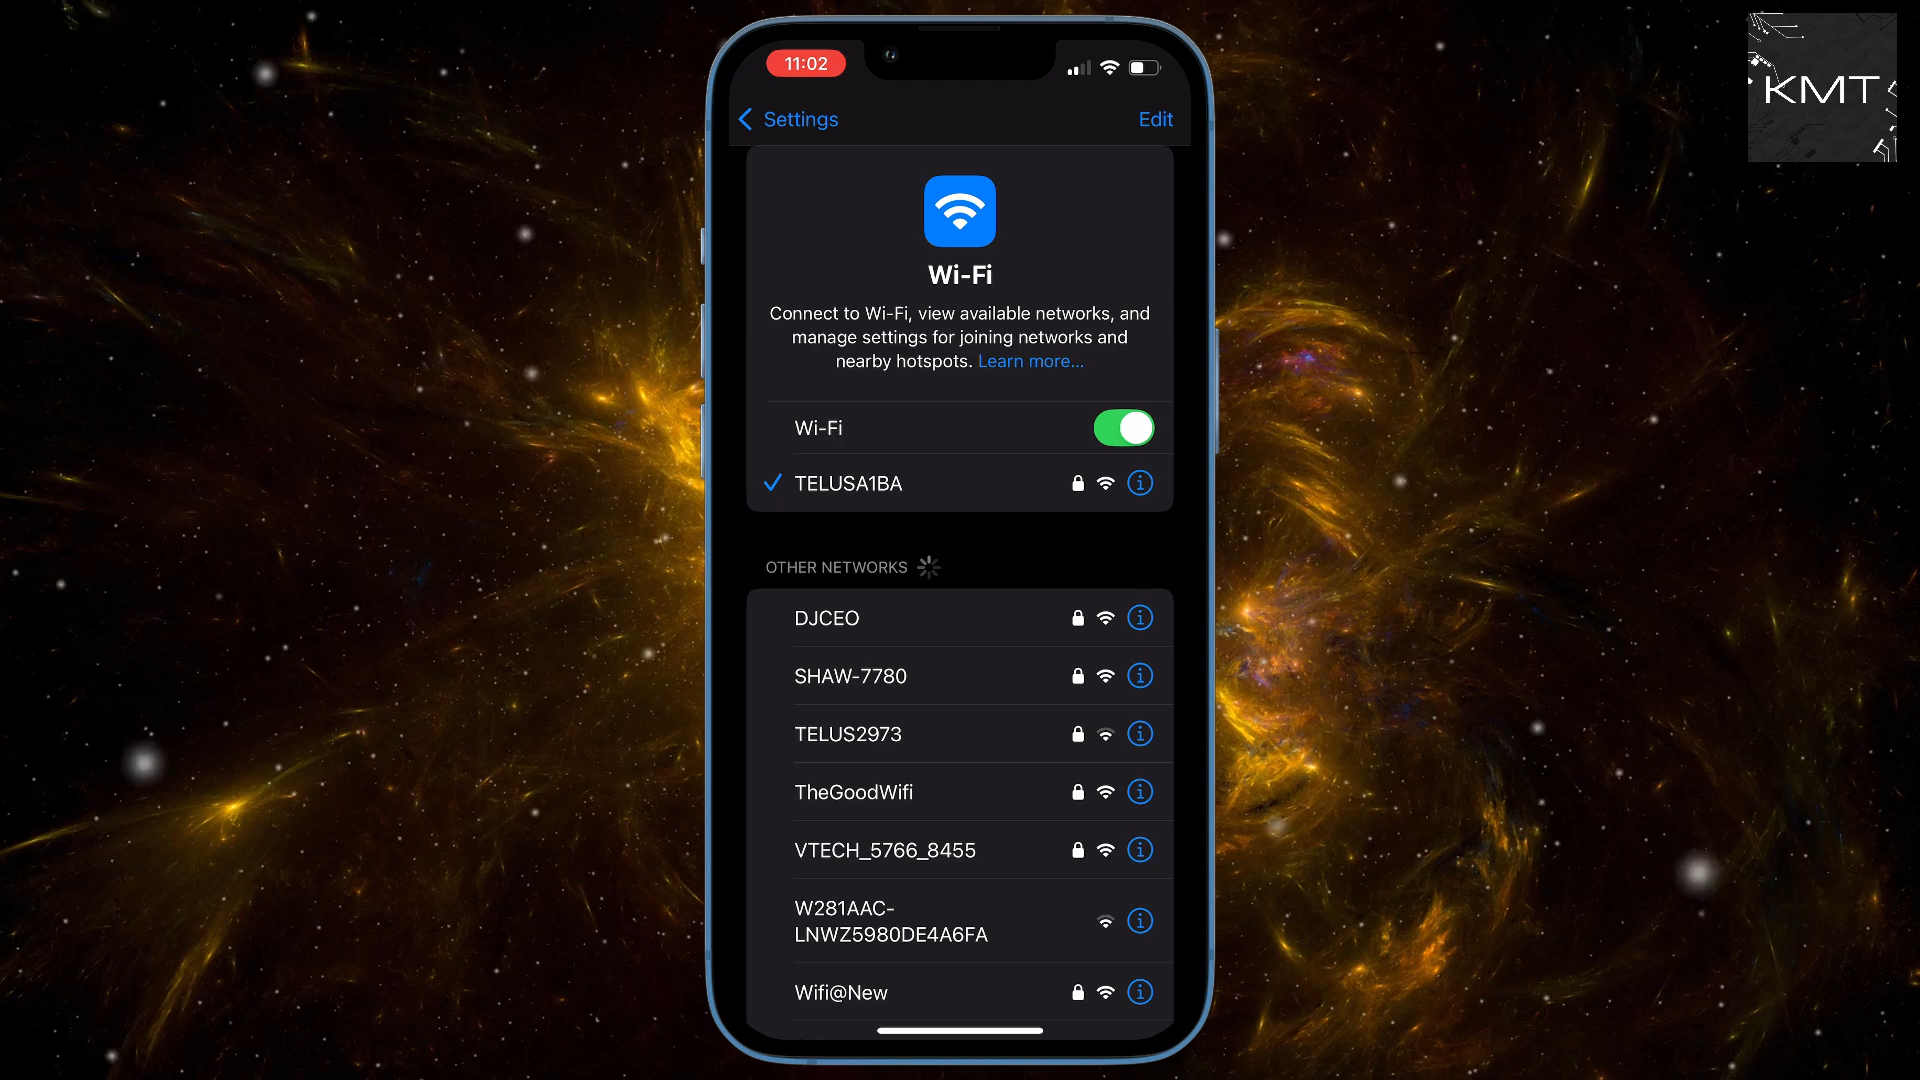 11:02
KMT
Settings
Edit
Wi-Fi
Connect to Wi-Fi, view available networks, and
manage settings for joining networks and
nearby hotspots. Learn more...
Wi-Fi
TELUSA1BA
OTHER NETWORKS
DJCEO
SHAW-7780
TELUS2973
TheGoodWifi
VTECH_5766_8455
W281AAC-
LNWZ5980DE4A6FA
Wifi@New